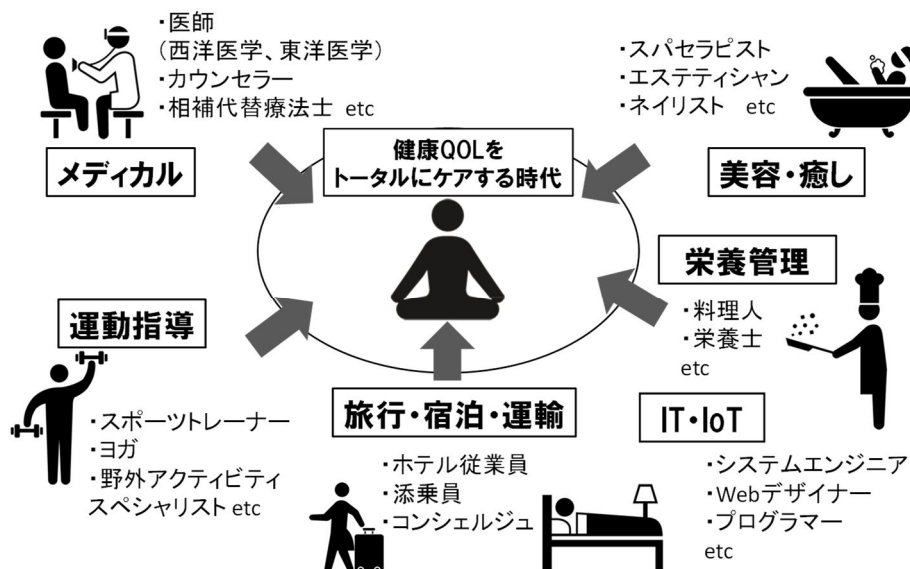 ・医師
(西洋医学、東洋医学)
・カウンセラー
・相補代替療法士 etc
メディカル
健康QOLを
トータルにケアする時代
・スパセラピスト
・エステティシャン
・ネイリスト etc
美容・癒し
栄養管理
・料理人
・栄養士
etc
運動指導
・スポーツトレーナー
・ヨガ
・野外アクティビティ
スペシャリスト etc
旅行・宿泊・運輸
・ホテル従業員
・添乗員
・コンシェルジュ
IT・IoT
・システムエンジニア
・Webデザイナー
・プログラマー
etc